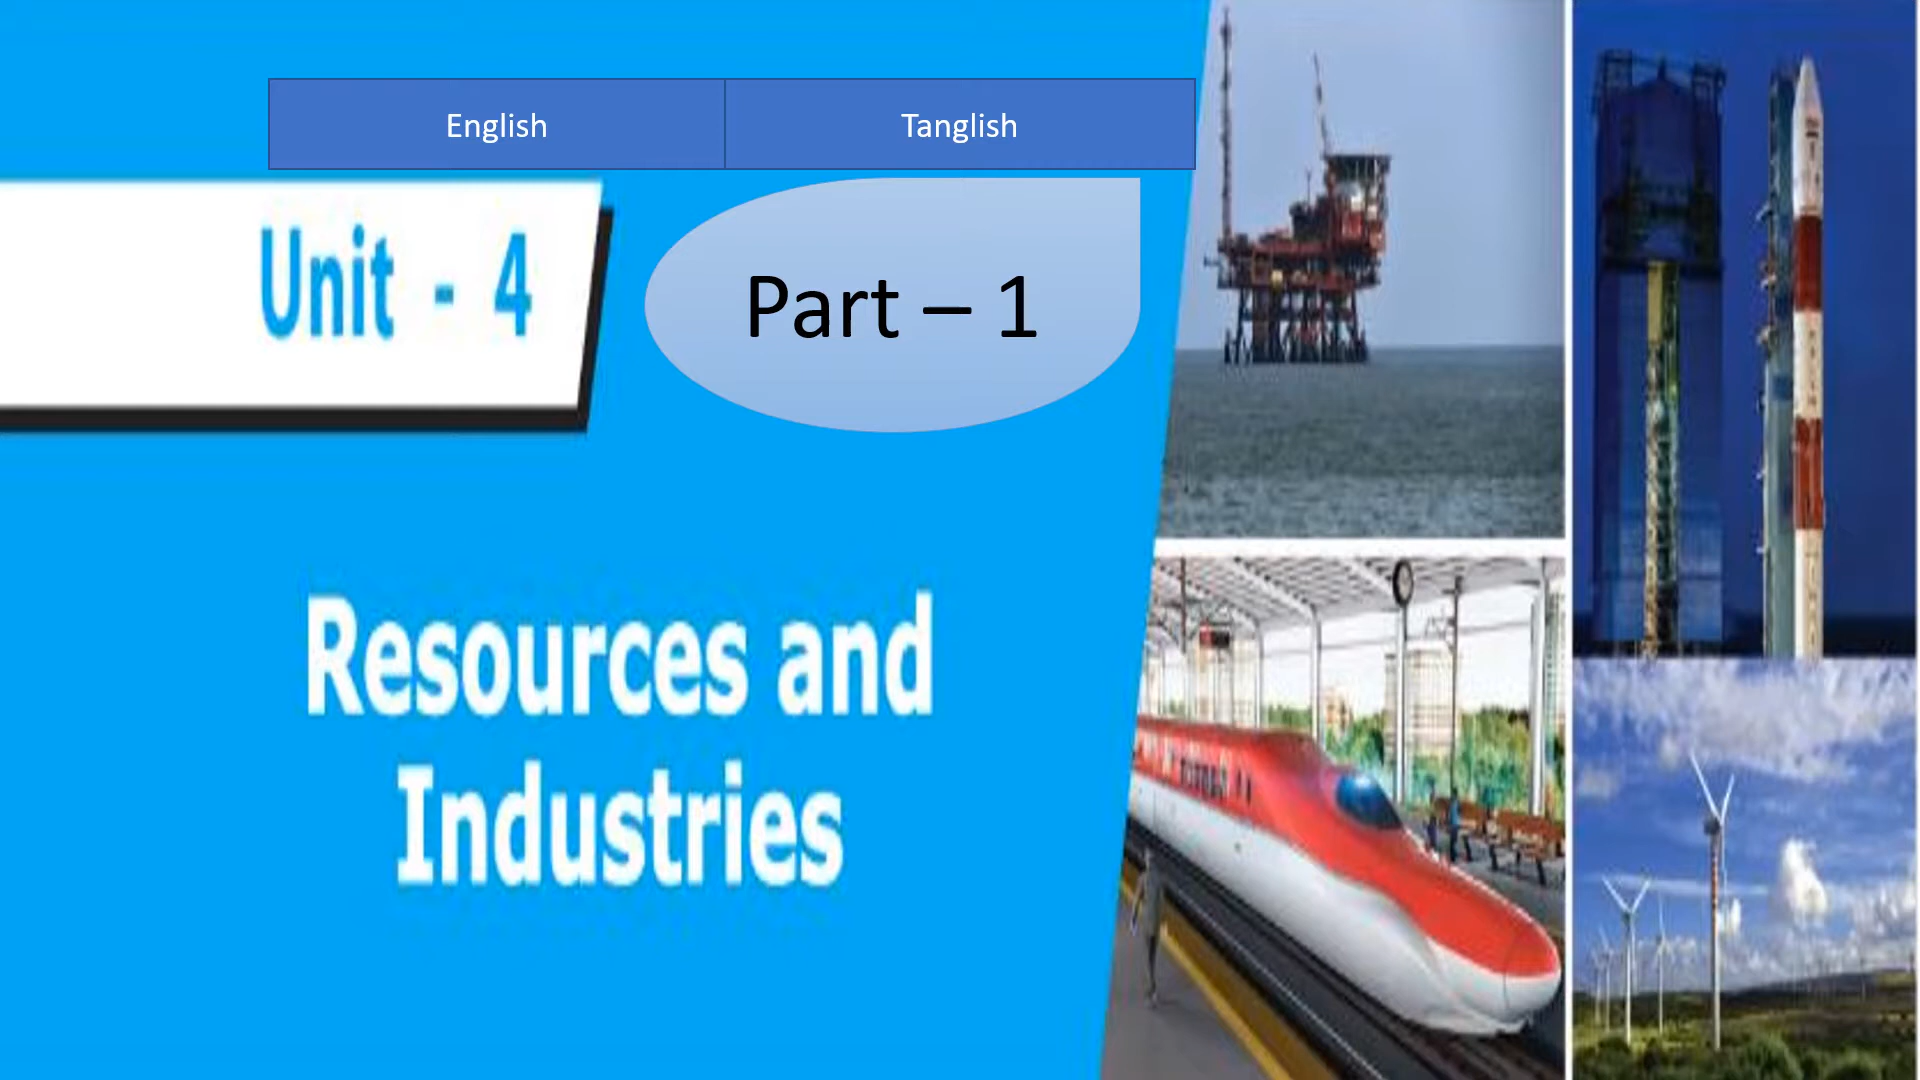 English Tanglish
Unit - 4
Part – 1
Resources and
Industries